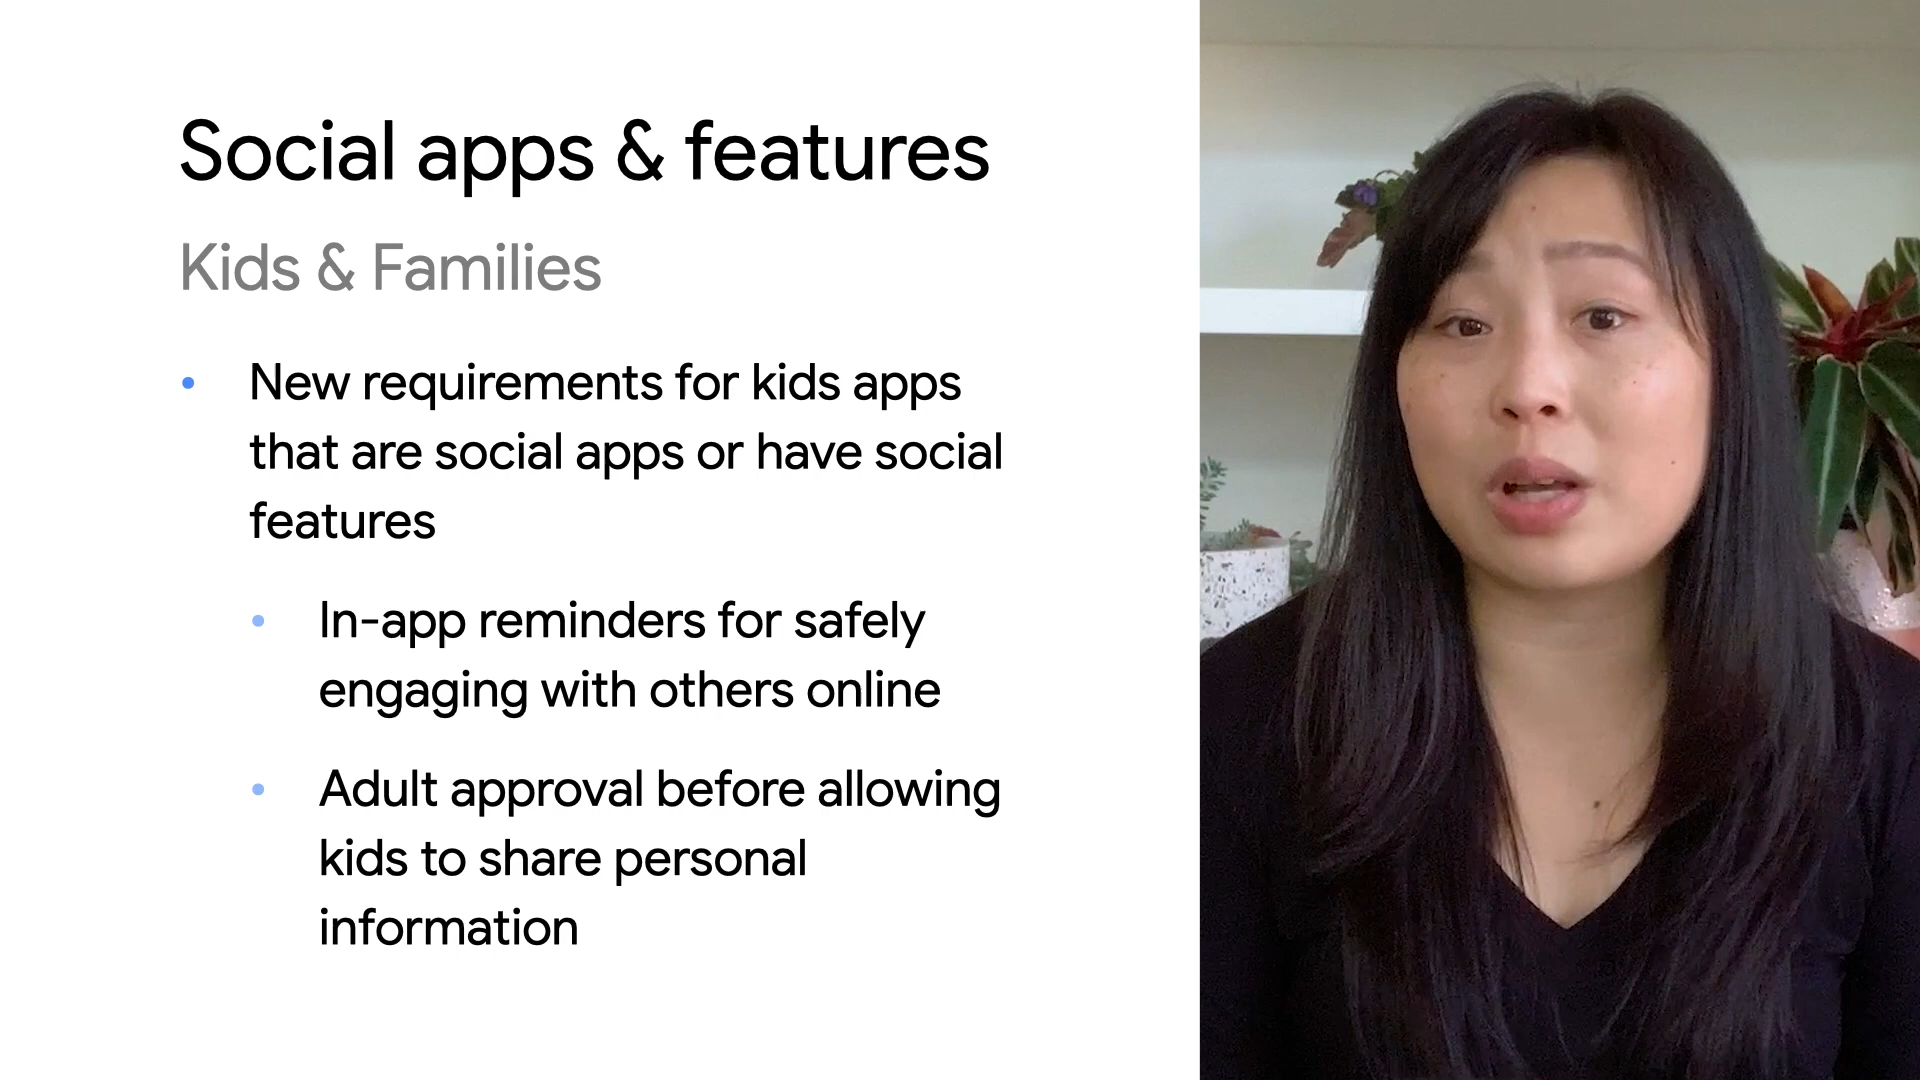 Social apps & features
Kids & Families
• New requirements for kids apps
that are social apps or have social
features
• In-app reminders for safely
engaging with others online
• Adult approval before allowing
kids to share personal
information